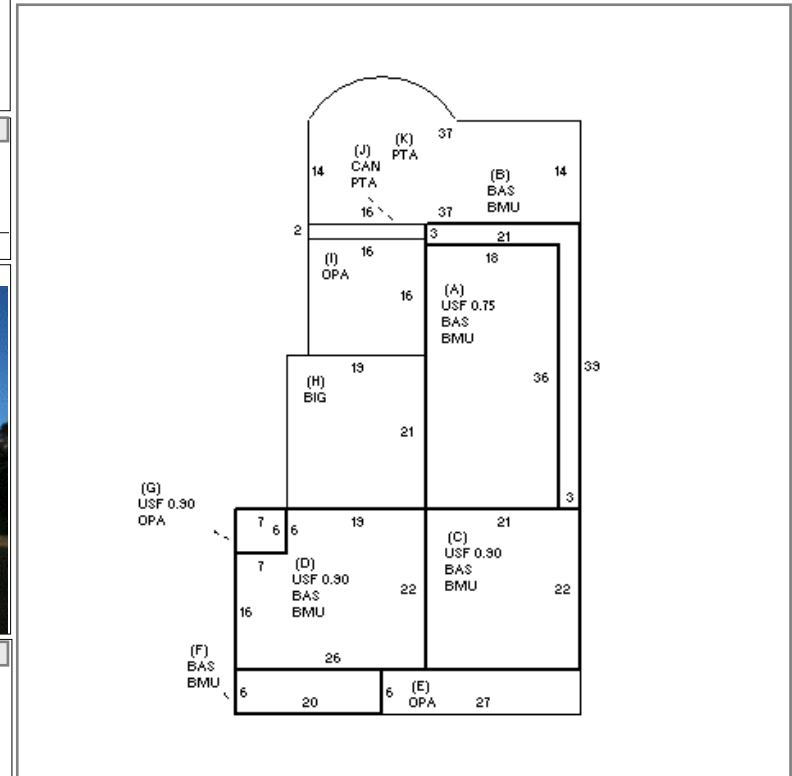 37
(K)
PTA
(J)
CAN
PTA
14
14
(B)
BAS
BMU
16
37
2
3
21
16
18
(I)
OPA
16
(A)
USF 0.75
BAS
BMU
39
19
36
(H)
BIG
21
(G)
USF 0.90
OPA
3
7
6
6
19
21
7
(D)
USF 0.90
BAS
BMU
(C)
USF 0.90
BAS
BMU
22
22
16
26
(F)
BAS
BMU
6
20
6
(E)
OPA
27